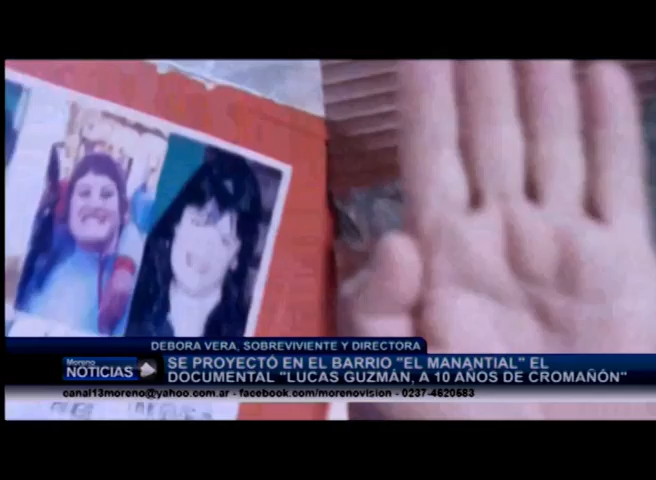 DEBORA VERA, SOBREVIVIENTE Y DIRECTORA
Moreno
NOTICIAS
SE PROYECTÓ EN EL BARRIO "EL MANANTIAL" EL
DOCUMENTAL "LUCAS GUZMÁN, A 10 AÑOS DE CROMAÑÓN"
canal13moreno@yahoo.com.ar - facebook.com/morenovision - 0237-4620583